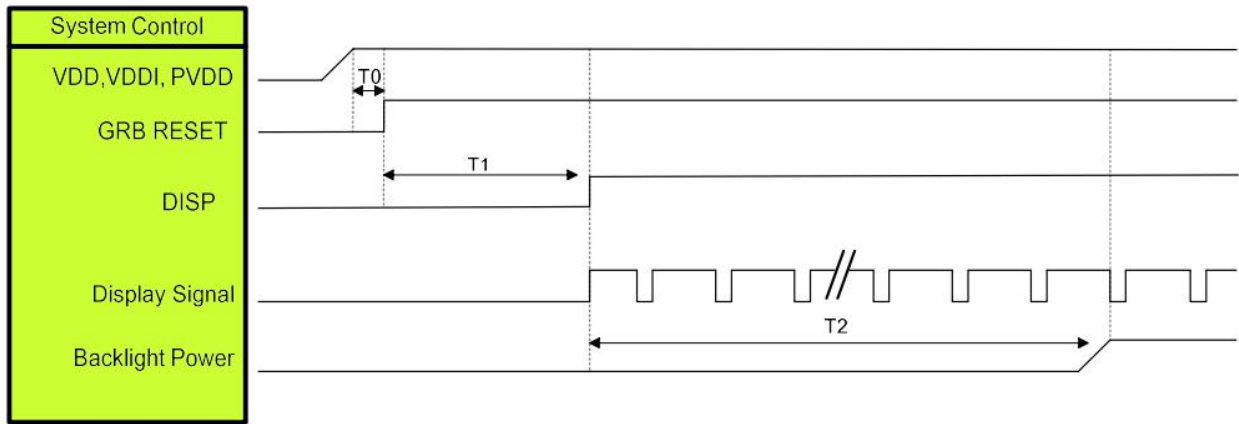 System Control
VDD,VDDI, PVDD
T0
GRB RESET
T1
DISP
Display Signal
T2
Backlight Power